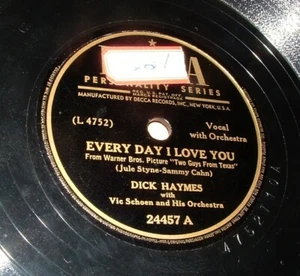 PERSONALITY SERIES
MANUFACTURED BY DECCA RECORDS, INC., NEW YORK, U.S.A.
(L 4752)
Vocal
with Orchestra
EVERY DAY I LOVE YOU
From Warner Bros. Picture "Two Guys From Texas"
(Jule Styne-Sammy Cahn)
DICK HAYMES
with
Vic Schoen and His Orchestra
24457 A